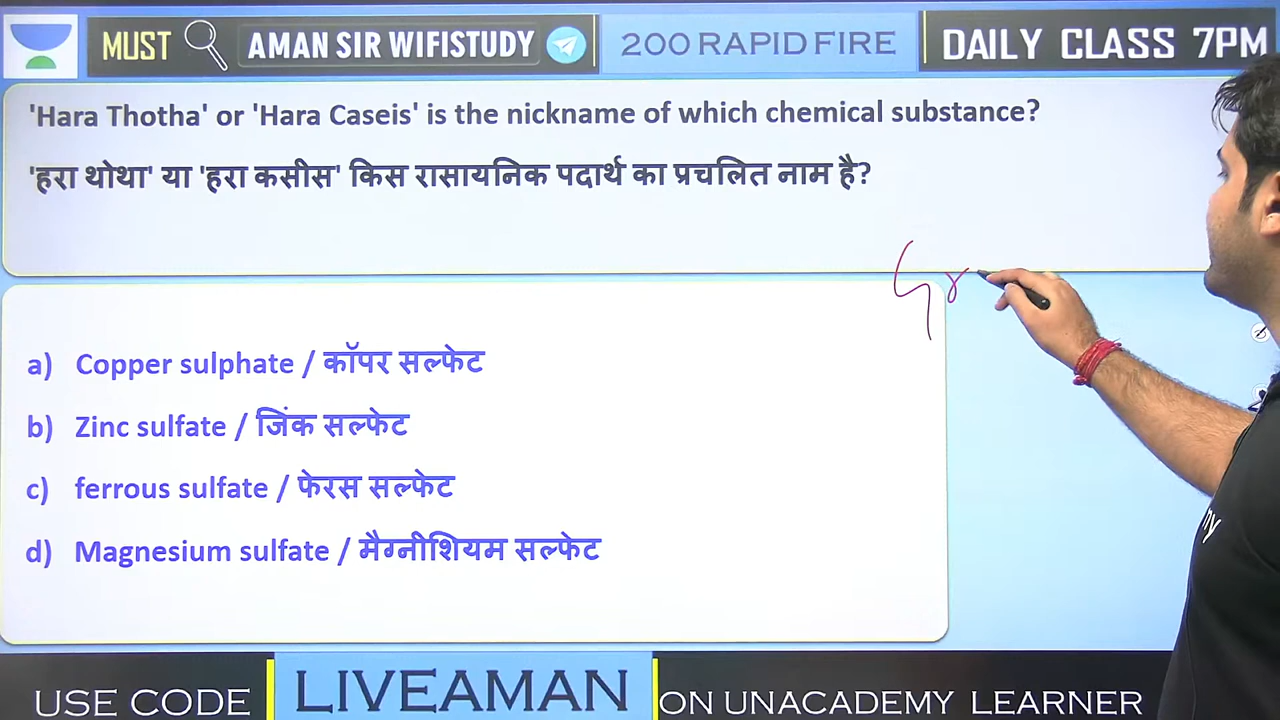 MUST AMAN SIR WIFISTUDY 200 RAPID FIRE DAILY CLASS 7PM
'Hara Thotha' or 'Hara Caseis' is the nickname of which chemical substance?
'हरा थोथा' या 'हरा कसीस' किस रासायनिक पदार्थ का प्रचलित नाम है?
Gr
a) Copper sulphate / कॉपर सल्फेट
b) Zinc sulfate / जिंक सल्फेट
c) ferrous sulfate / फेरस सल्फेट
d) Magnesium sulfate / मैग्नीशियम सल्फेट
USE CODE LIVEAMAN ON UNACADEMY LEARNER